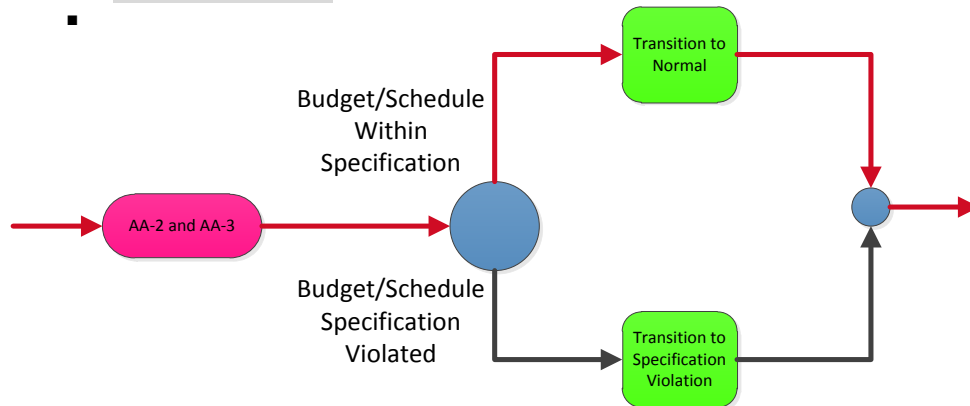 Transition to
Normal
Budget/Schedule
Within
Specification
AA-2 and AA-3
Budget/Schedule
Specification
Violated
Transition to
Specification
Violation